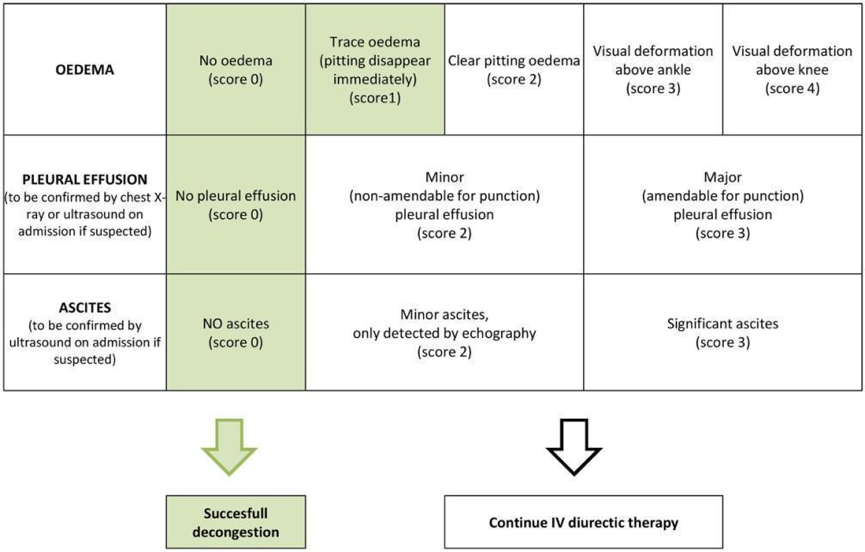 OEDEMA
No oedema
(score 0)
Trace oedema
(pitting disappear
immediately)
(score1)
Clear pitting oedema
(score 2)
Visual deformation
above ankle
(score 3)
Visual deformation
above knee
(score 4)
PLEURAL EFFUSION
(to be confirmed by chest X-
ray or ultrasound on
admission if suspected)
No pleural effusion
(score 0)
Minor
(non-amendable for punction)
pleural effusion
(score 2)
Major
(amendable for punction)
pleural effusion
(score 3)
ASCITES
(to be confirmed by
ultrasound on admission if
suspected)
NO ascites
(score 0)
Minor ascites,
only detected by echography
(score 2)
Significant ascites
(score 3)
Succesfull
decongestion
Continue IV diurectic therapy